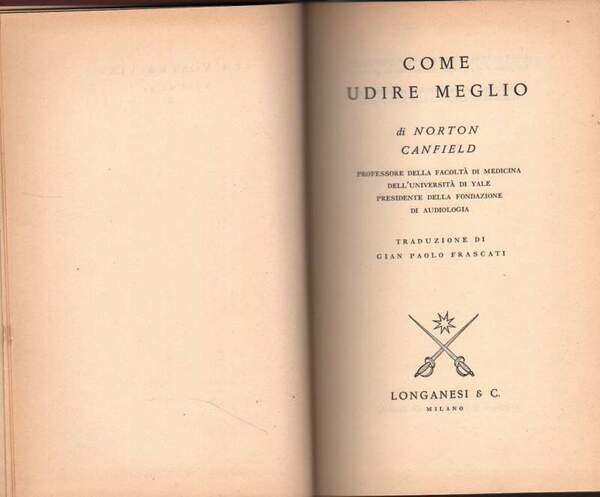 COME
UDIRE MEGLIO
di NORTON
CANFIELD
PROFESSORE DELLA FACOLTÀ DI MEDICINA
DELL'UNIVERSITÀ DI YALE
PRESIDENTE DELLA FONDAZIONE
DI AUDIOLOGIA
TRADUZIONE DI
GIAN PAOLO FRASCATI
LONGANESI & C.
MILANO